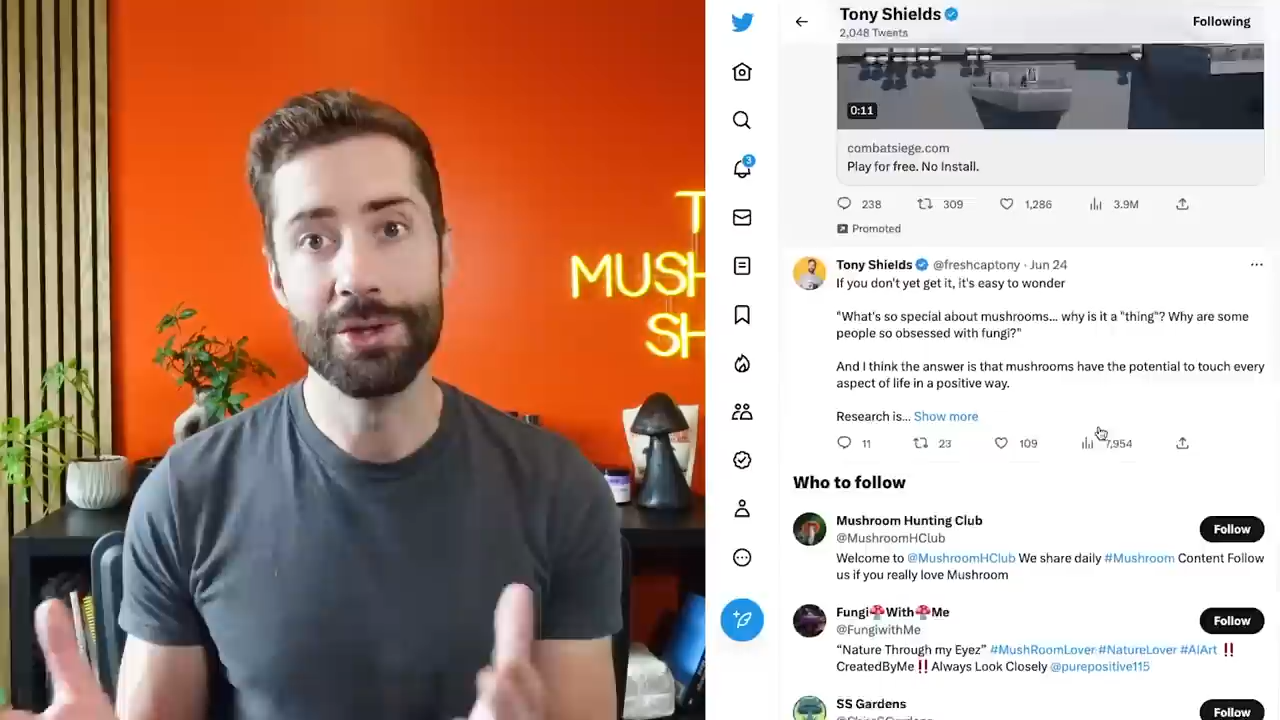 T
MUSH
SH
Tony Shields
2,048 Tweets
Following
0:11
combatsiege.com
Play for free. No Install.
238 309 1,286 3.9M
Promoted
Tony Shields @freshcaptony · Jun 24
If you don't yet get it, it's easy to wonder
"What's so special about mushrooms... why is it a "thing"? Why are some
people so obsessed with fungi?"
And I think the answer is that mushrooms have the potential to touch every
aspect of life in a positive way.
Research is... Show more
11 23 109 7,954
Who to follow
Mushroom Hunting Club
@MushroomHClub
Follow
Welcome to @MushroomHClub We share daily #Mushroom Content Follow
us if you really love Mushroom
Fungi🍄With🍄Me
@FungiwithMe
Follow
“Nature Through my Eyez” #MushRoomLover #NatureLover #AIArt ‼️
CreatedByMe‼️Always Look Closely @purepositive115
SS Gardens
Follow
3